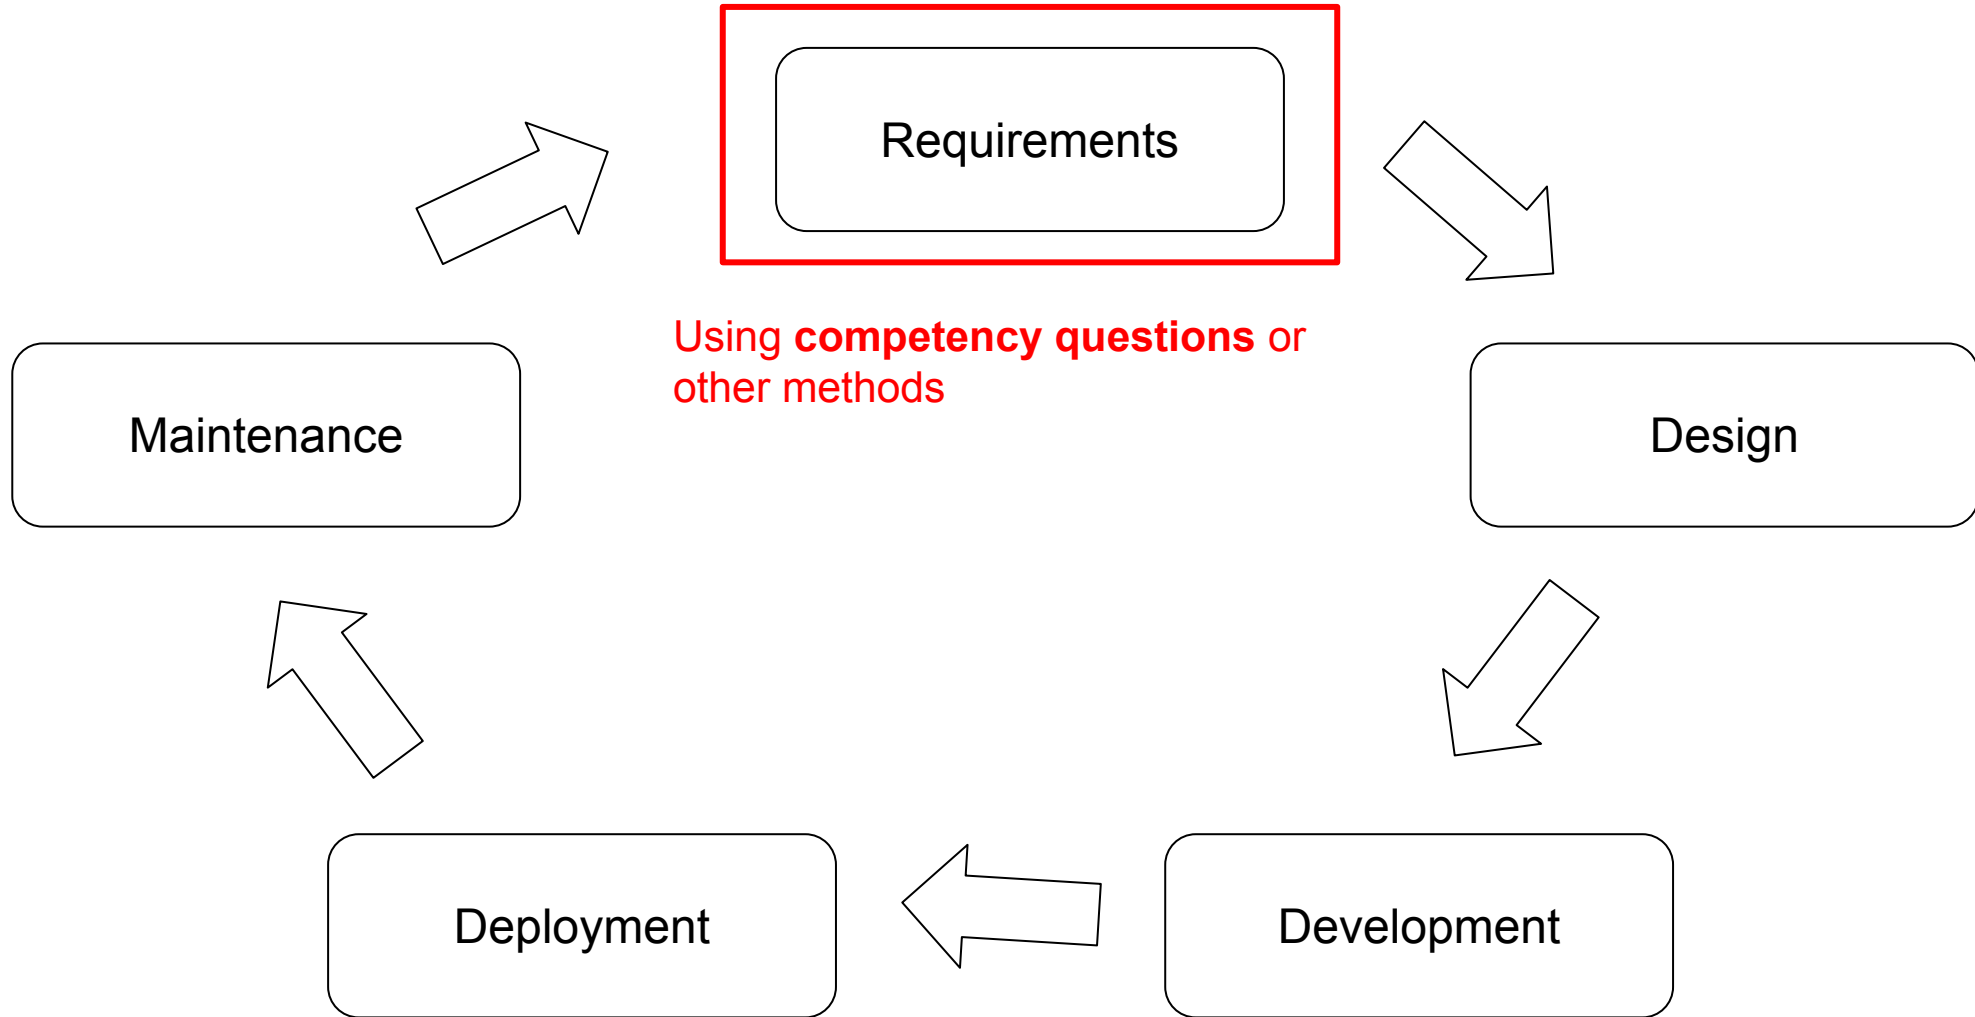 Requirements
Using competency questions or
other methods
Maintenance
Design
Deployment
Development